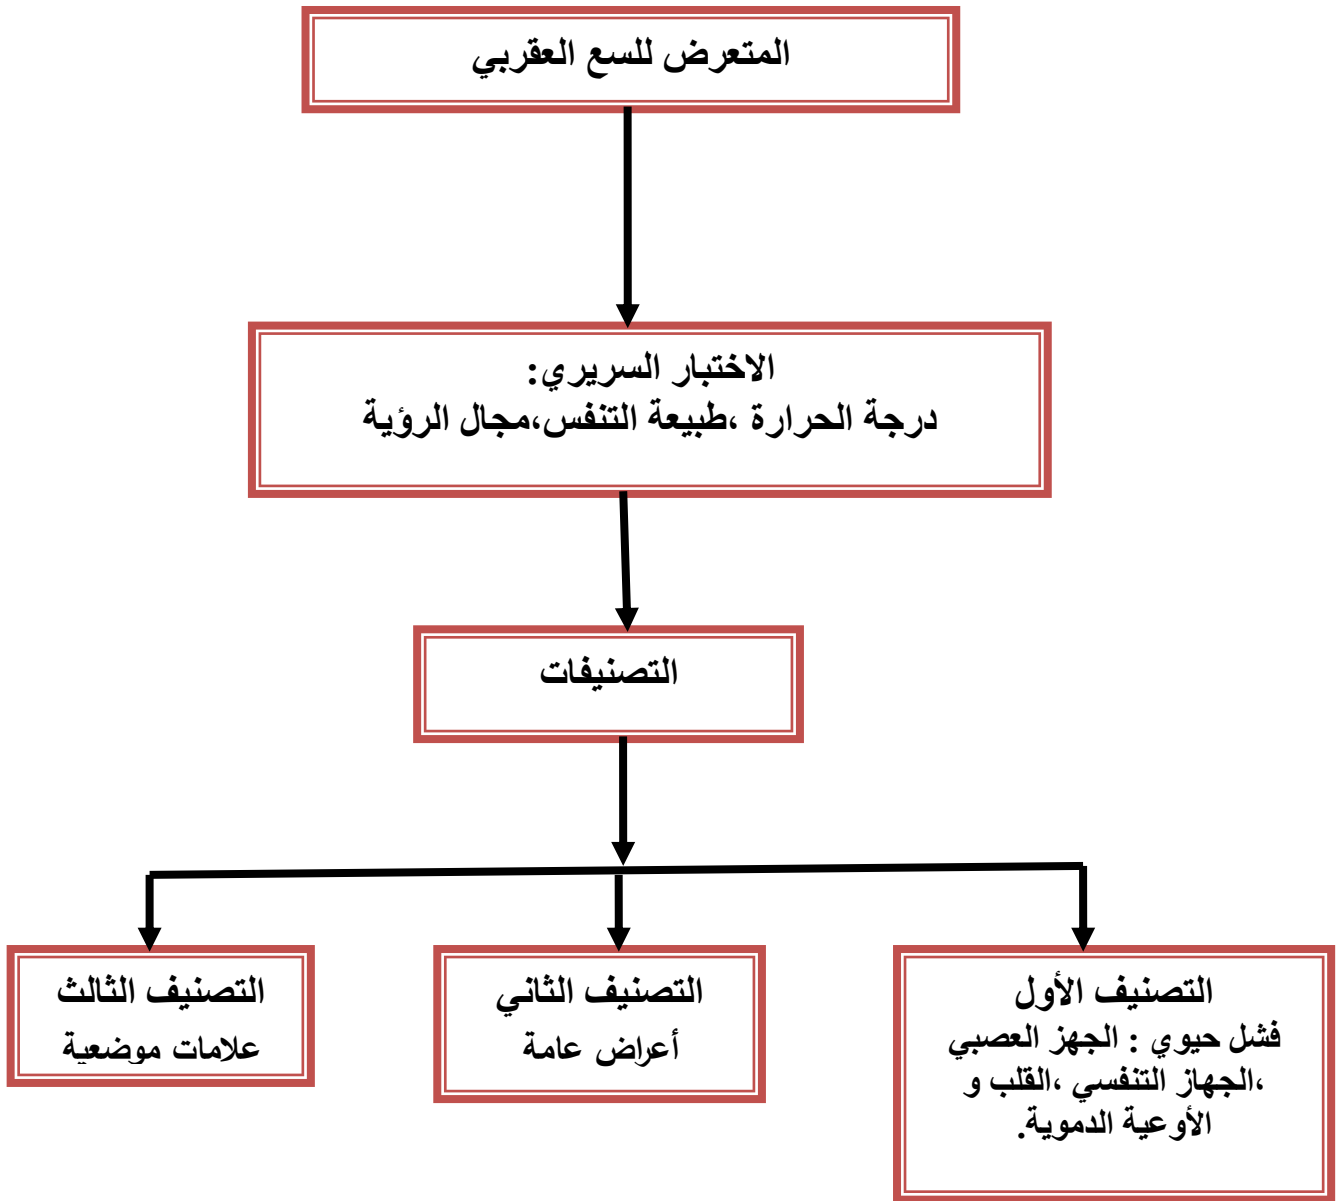 المتعرض للسع العقربي
الاختبار السريري:
درجة الحرارة ،طبيعة التنفس،مجال الرؤية
التصنيفات
التصنيف الأول
فشل حيوي : الجهز العصبي
،الجهاز التنفسي ،القلب و
الأوعية الدموية.
التصنيف الثاني
أعراض عامة
التصنيف الثالث
علامات موضعية